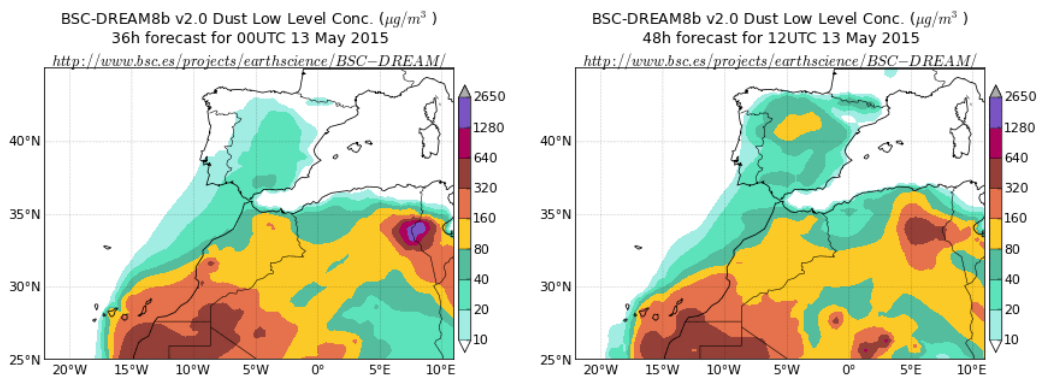 BSC-DREAM8b v2.0 Dust Low Level Conc. (μg/m³ )
36h forecast for 00UTC 13 May 2015
http://www.bsc.es/projects/earthscience/BSC−DREAM/
40°N
35°N
30°N
25°N
20°W 15°W 10°W 5°W 0° 5°E 10°E
2650
1280
640
320
160
80
40
20
10
BSC-DREAM8b v2.0 Dust Low Level Conc. (μg/m³ )
48h forecast for 12UTC 13 May 2015
http://www.bsc.es/projects/earthscience/BSC−DREAM/
40°N
35°N
30°N
25°N
20°W 15°W 10°W 5°W 0° 5°E 10°E
2650
1280
640
320
160
80
40
20
10